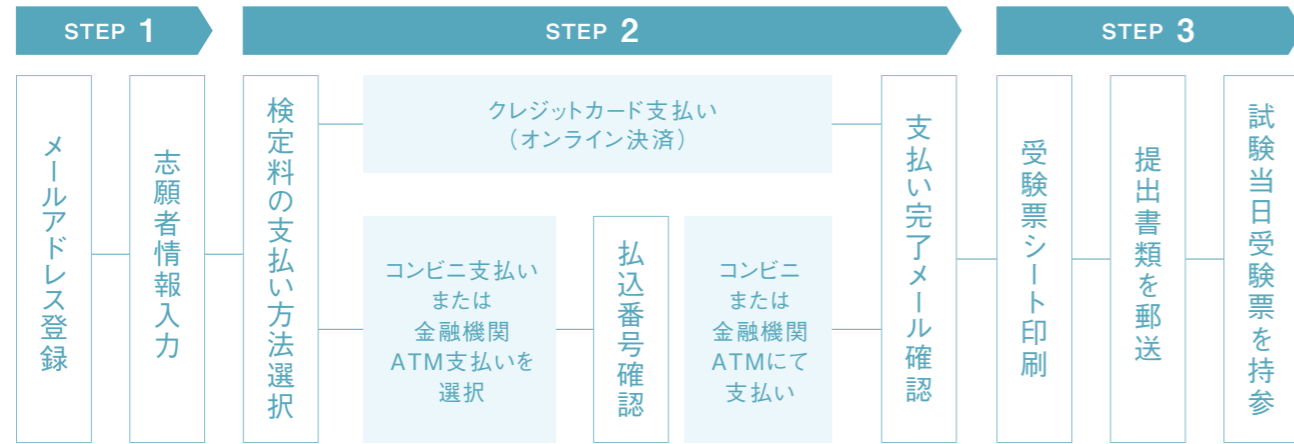 STEP 1
STEP 2
STEP 3
メールアドレス登録
志願者情報入力
検定料の支払い方法選択
クレジットカード支払い
（オンライン決済）
コンビニ支払い
または
金融機関
ATM支払いを
選択
払込番号確認
コンビニ
または
金融機関
ATMにて
支払い
支払い完了メール確認
受験票シート印刷
提出書類を郵送
試験当日受験票を持参